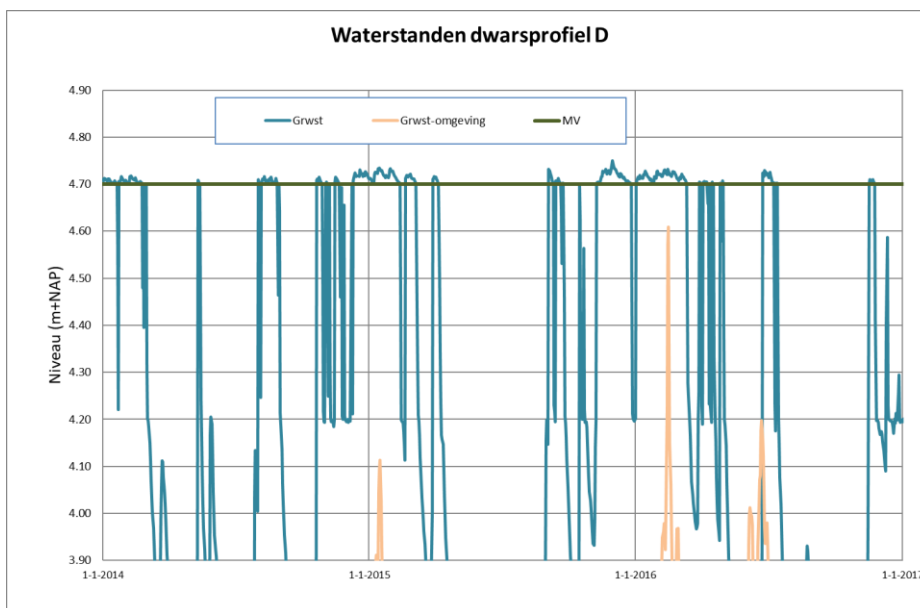 Waterstanden dwarsprofiel D
Grwst Grwst-omgeving MV
Niveau (m+NAP)
4.90
4.80
4.70
4.60
4.50
4.40
4.30
4.20
4.10
4.00
3.90
1-1-2014 1-1-2015 1-1-2016 1-1-2017